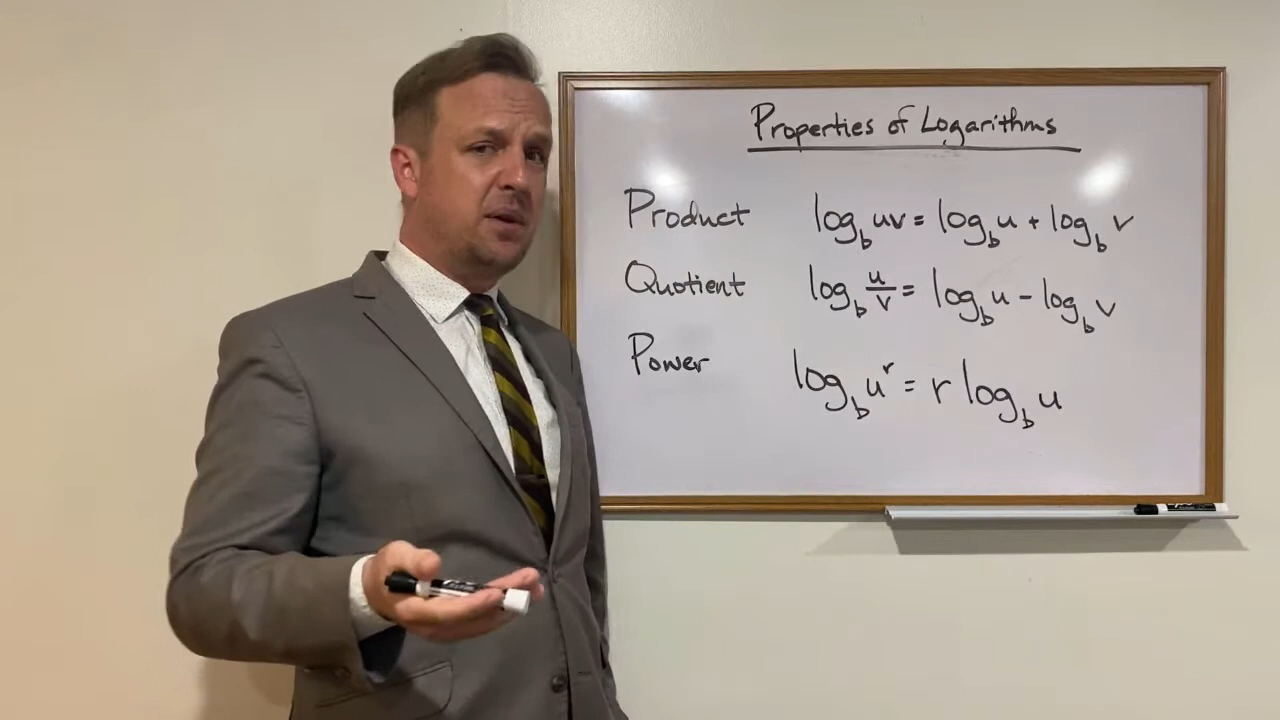 Properties of Logarithms
Product log_b uv = log_b u + log_b v
Quotient log_b u/v = log_b u - log_b v
Power log_b u^r = r log_b u